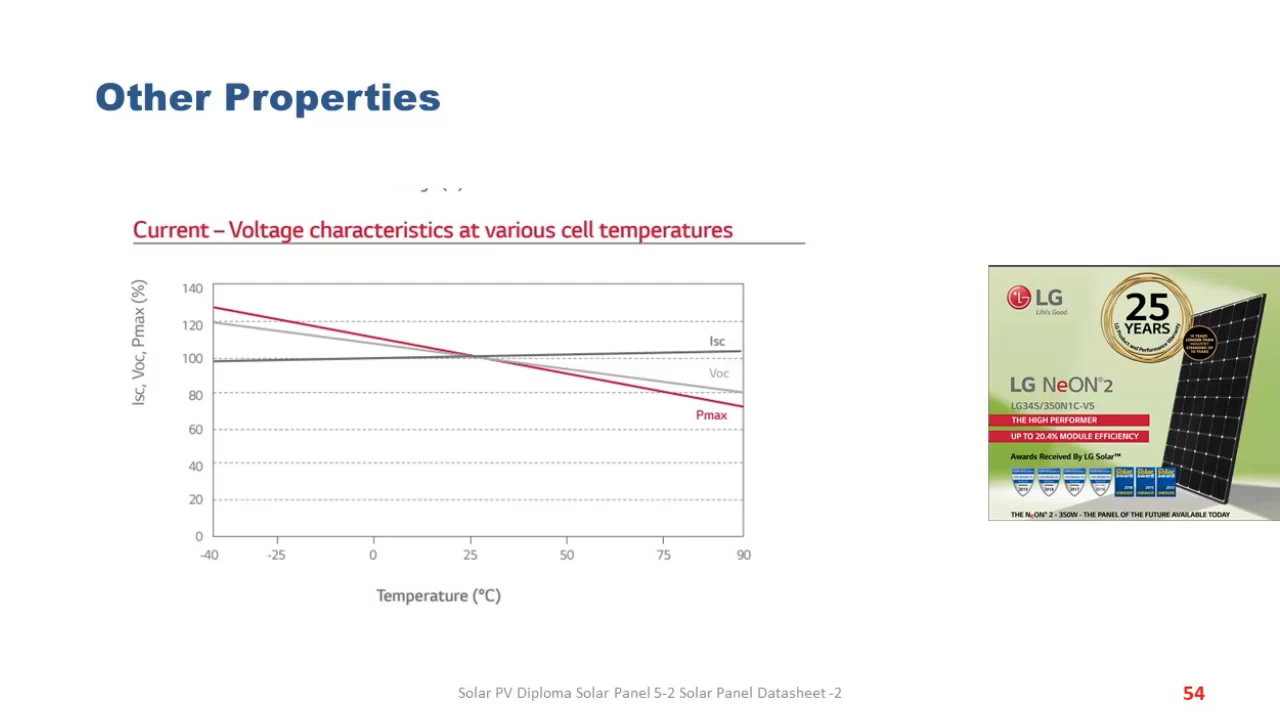 Other Properties
Current – Voltage characteristics at various cell temperatures
Isc, Voc, Pmax (%)
140
120
100
80
60
40
20
0
Isc
Voc
Pmax
-40 -25 0 25 50 75 90
Temperature (°C)
LG
Life's Good
25
YEARS
LG NeON®2
LG345/350N1C-V5
THE HIGH PERFORMER
UP TO 20.4% MODULE EFFICIENCY
Awards Received By LG Solar™
THE NeON® 2 - 350W - THE PANEL OF THE FUTURE AVAILABLE TODAY
Solar PV Diploma Solar Panel 5-2 Solar Panel Datasheet -2
54